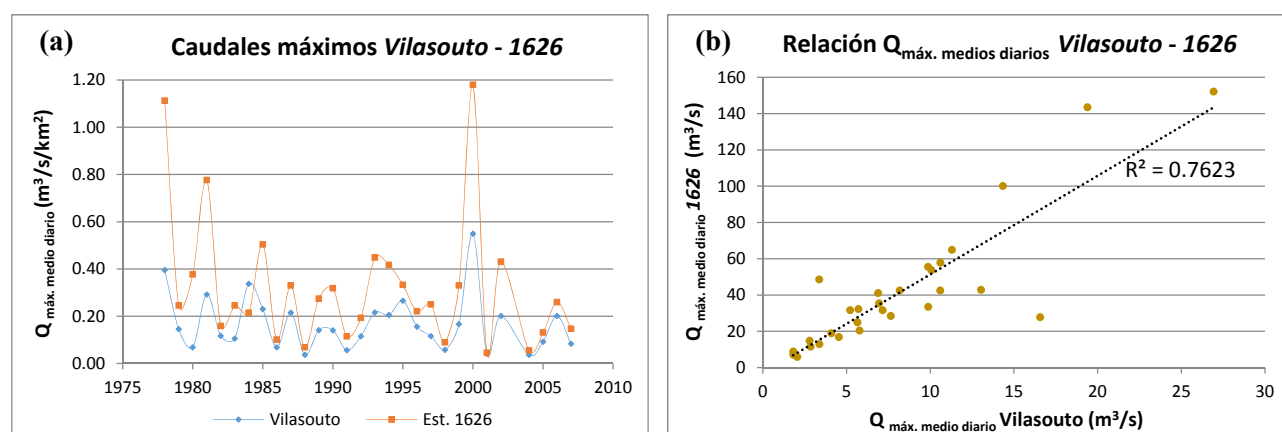 (a) Caudales máximos Vilasouto - 1626
Q máx. medio diario (m³/s/km²)
1.20
1.00
0.80
0.60
0.40
0.20
0.00
1975 1980 1985 1990 1995 2000 2005 2010
Vilasouto Est. 1626
(b) Relación Q máx. medios diarios Vilasouto - 1626
Q máx. medio diario 1626 (m³/s)
160
140
120
100
80
60
40
20
0
R² = 0.7623
0 5 10 15 20 25 30
Q máx. medio diario Vilasouto (m³/s)